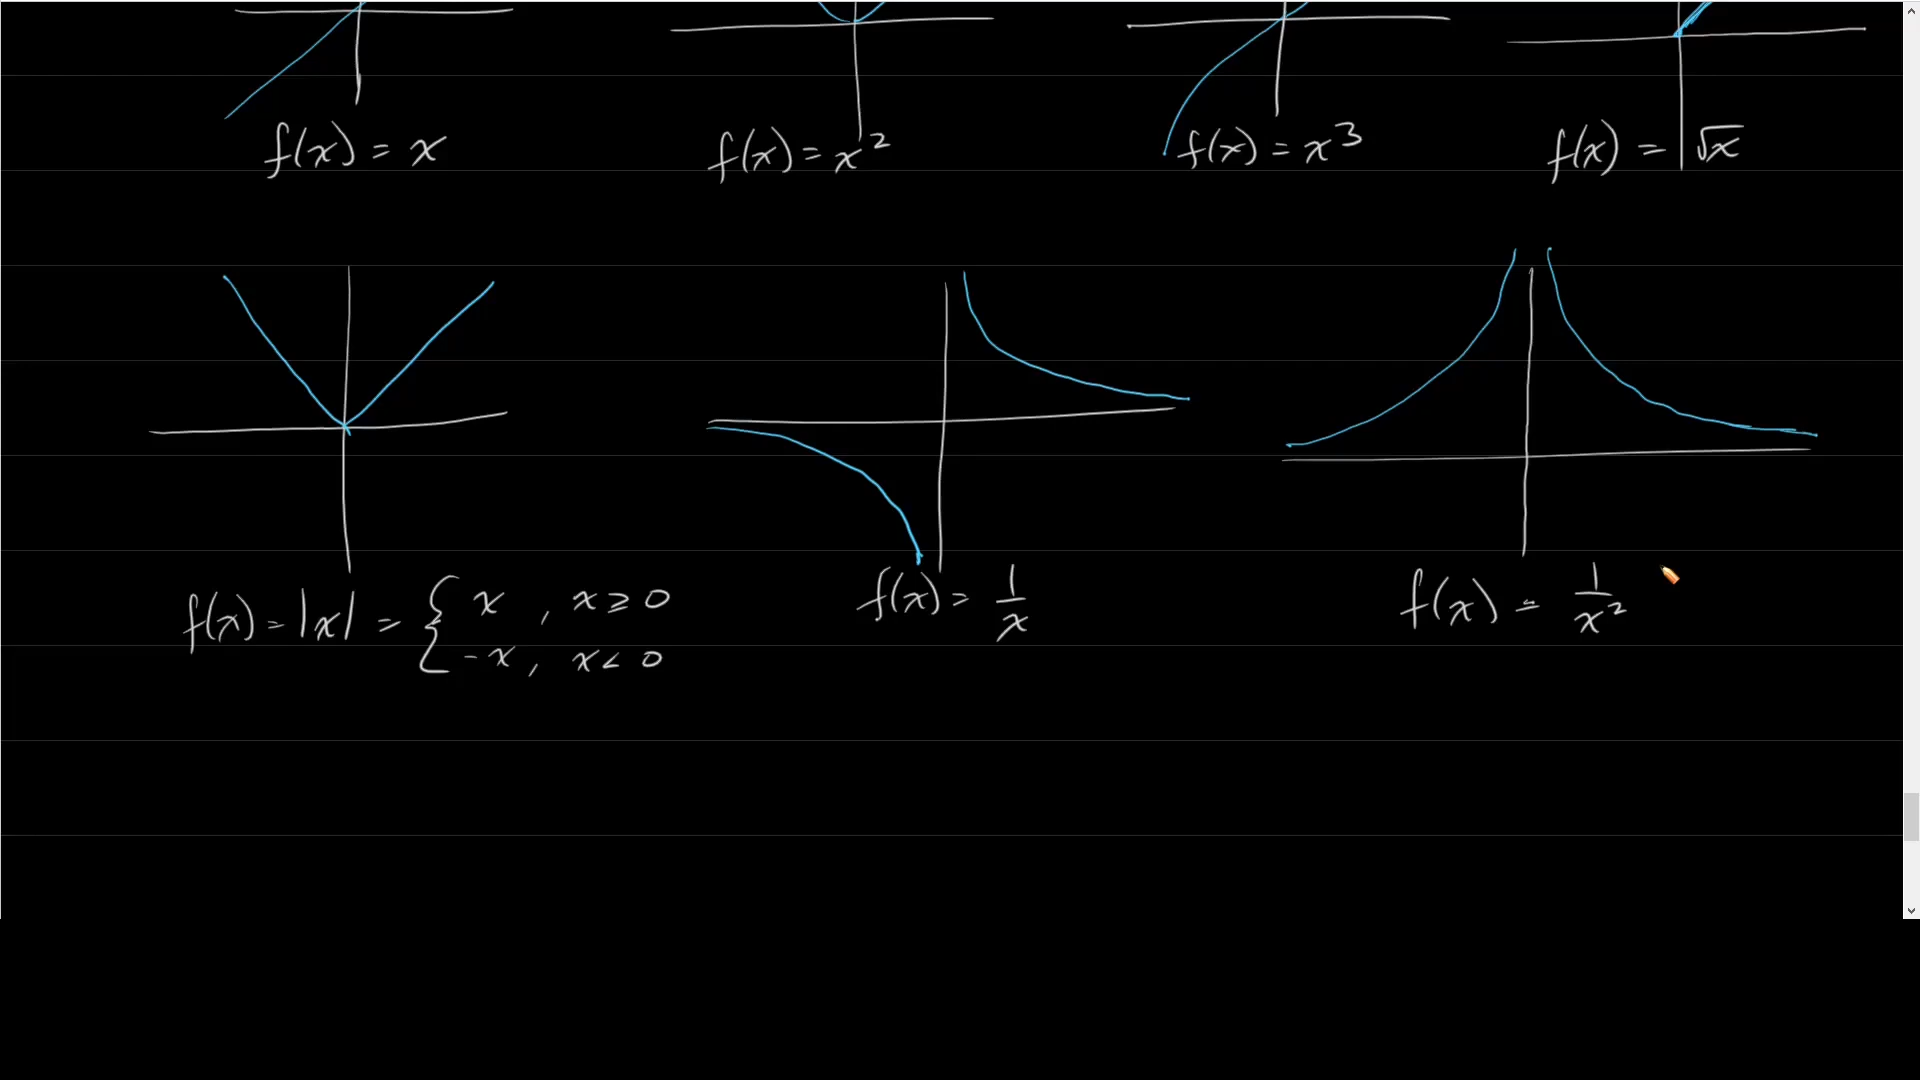 f(x) = x
f(x) = x²
f(x) = x³
f(x) = √x
f(x) = |x| = { x , x ≥ 0
-x , x < 0
f(x) = 1/x
f(x) = 1/x²